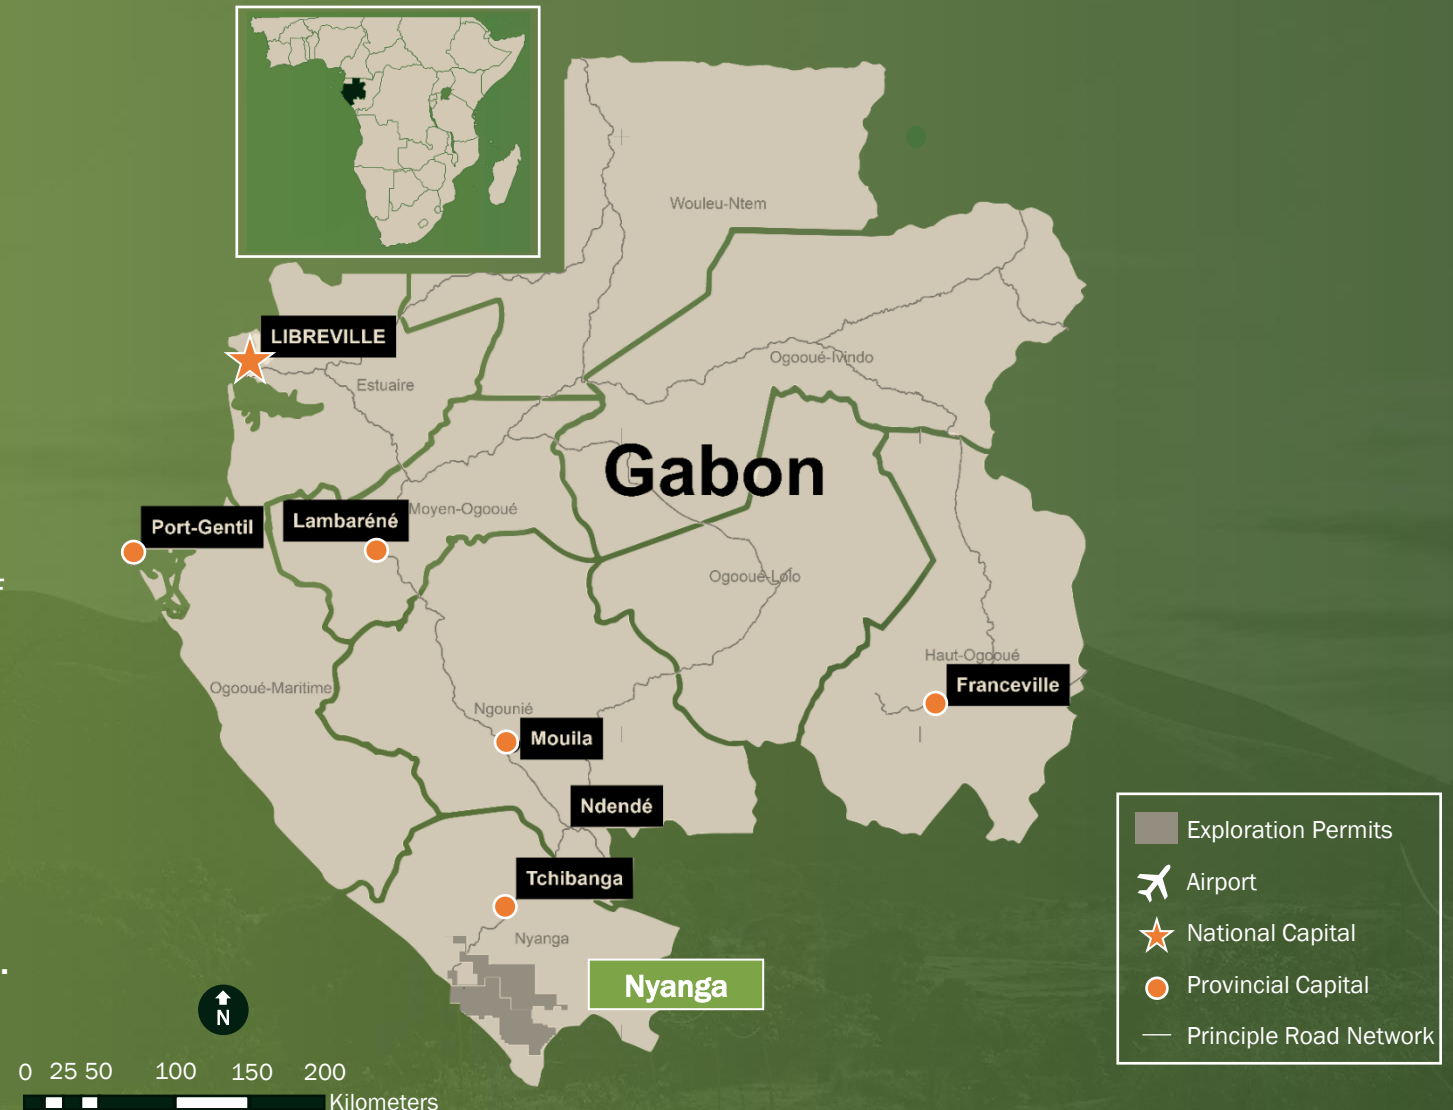 Wouleu-Ntem
LIBREVILLE
Estuaire
Ogooué-Ivindo
Gabon
Port-Gentil
Lambaréné
Moyen-Ogooué
Ogooué-Lolo
Haut-Ogooué
Franceville
Ogooué-Maritime
Ngounié
Mouila
Ndendé
Tchibanga
Nyanga
Nyanga
N
0 25 50 100 150 200
Kilometers
Exploration Permits
Airport
National Capital
Provincial Capital
Principle Road Network